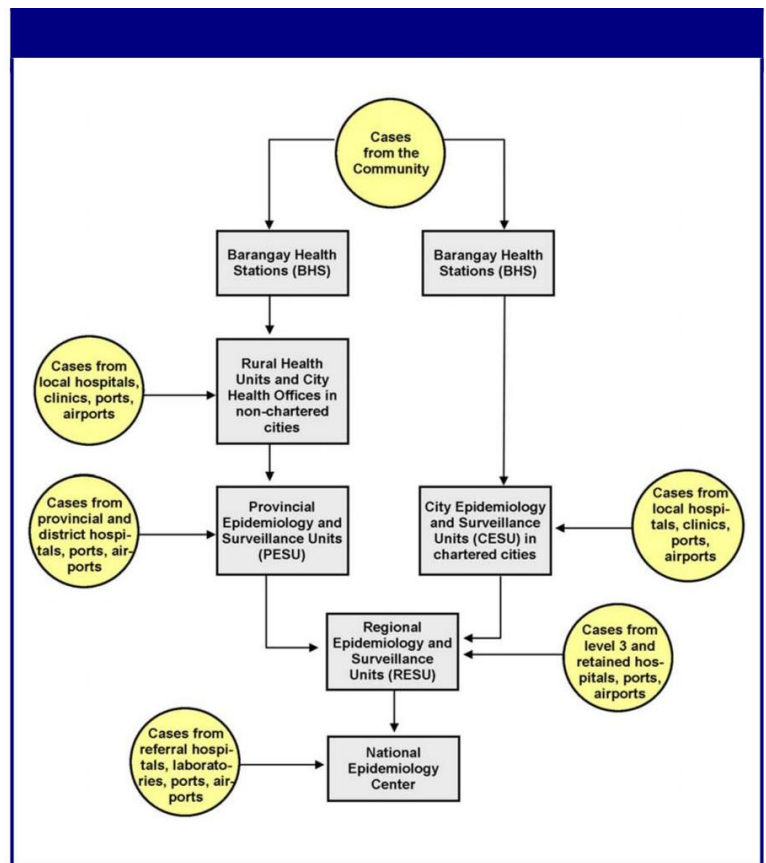 Cases
from the
Community
Barangay Health
Stations (BHS)
Barangay Health
Stations (BHS)
Cases from
local hospitals,
clinics, ports,
airports
Rural Health
Units and City
Health Offices in
non-chartered
cities
Cases from
provincial and
district hospi-
tals, ports, air-
ports
Provincial
Epidemiology and
Surveillance Units
(PESU)
City Epidemiology
and Surveillance
Units (CESU) in
chartered cities
Cases from
local hospi-
tals, clinics,
ports,
airports
Regional
Epidemiology and
Surveillance
Units (RESU)
Cases from
level 3 and
retained hos-
pitals, ports,
airports
Cases from
referral hospi-
tals, laborato-
ries, ports, air-
ports
National
Epidemiology
Center